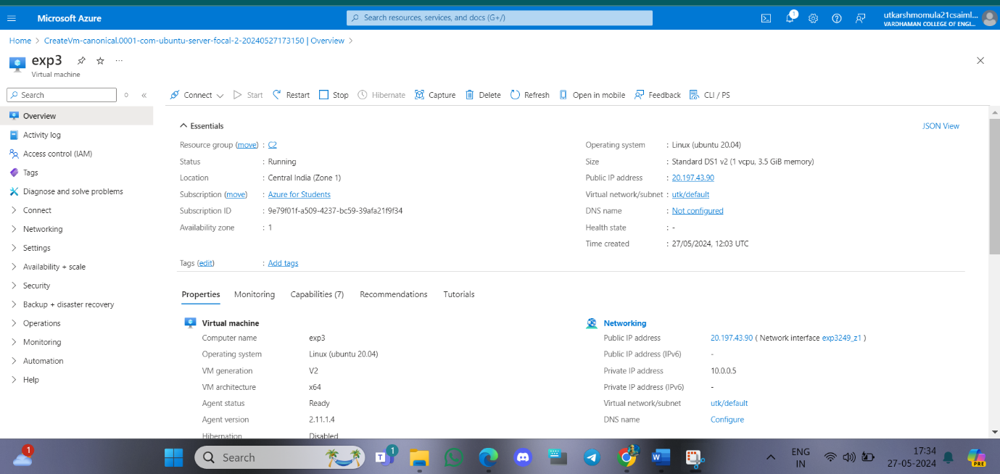 Microsoft Azure
Search resources, services, and docs (G+/)
1
utkarshmomula21csaiml...
VARDHAMAN COLLEGE OF ENGI...
Home > CreateVm-canonical.0001-com-ubuntu-server-focal-2-20240527173150 | Overview >
exp3
Virtual machine
Search
Connect
Start
Restart
Stop
Hibernate
Capture
Delete
Refresh
Open in mobile
Feedback
CLI / PS
Overview
Activity log
Access control (IAM)
Tags
Diagnose and solve problems
Connect
Networking
Settings
Availability + scale
Security
Backup + disaster recovery
Operations
Monitoring
Automation
Help
Essentials
JSON View
Resource group (move) : C2
Status : Running
Location : Central India (Zone 1)
Subscription (move) : Azure for Students
Subscription ID : 9e79f01f-a509-4237-bc59-39afa21f9f34
Availability zone : 1
Operating system : Linux (ubuntu 20.04)
Size : Standard DS1 v2 (1 vcpu, 3.5 GiB memory)
Public IP address : 20.197.43.90
Virtual network/subnet : utk/default
DNS name : Not configured
Health state : -
Time created : 27/05/2024, 12:03 UTC
Tags (edit) : Add tags
Properties
Monitoring
Capabilities (7)
Recommendations
Tutorials
Virtual machine
Computer name exp3
Operating system Linux (ubuntu 20.04)
VM generation V2
VM architecture x64
Agent status Ready
Agent version 2.11.1.4
Hibernation Disabled
Networking
Public IP address 20.197.43.90 ( Network interface exp3249_z1 )
Public IP address (IPv6) -
Private IP address 10.0.0.5
Private IP address (IPv6) -
Virtual network/subnet utk/default
DNS name Configure
1
Search
1
ENG
IN
17:34
27-05-2024
PRE